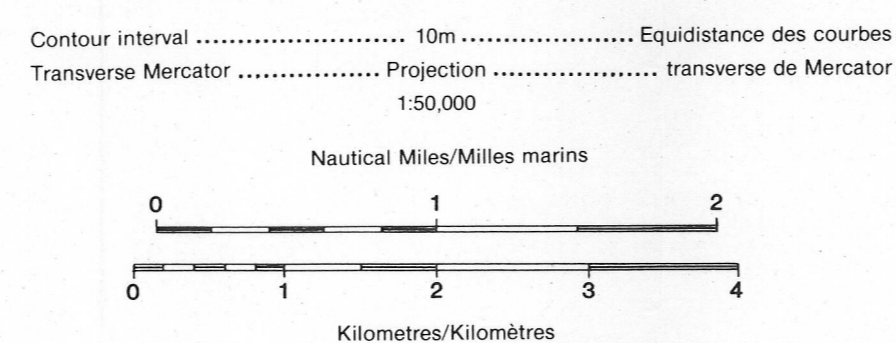 Contour interval ......................... 10m ..................... Equidistance des courbes
Transverse Mercator ................. Projection .................... transverse de Mercator
1:50,000
Nautical Miles/Milles marins
0 1 2
0 1 2 3 4
Kilometres/Kilomètres